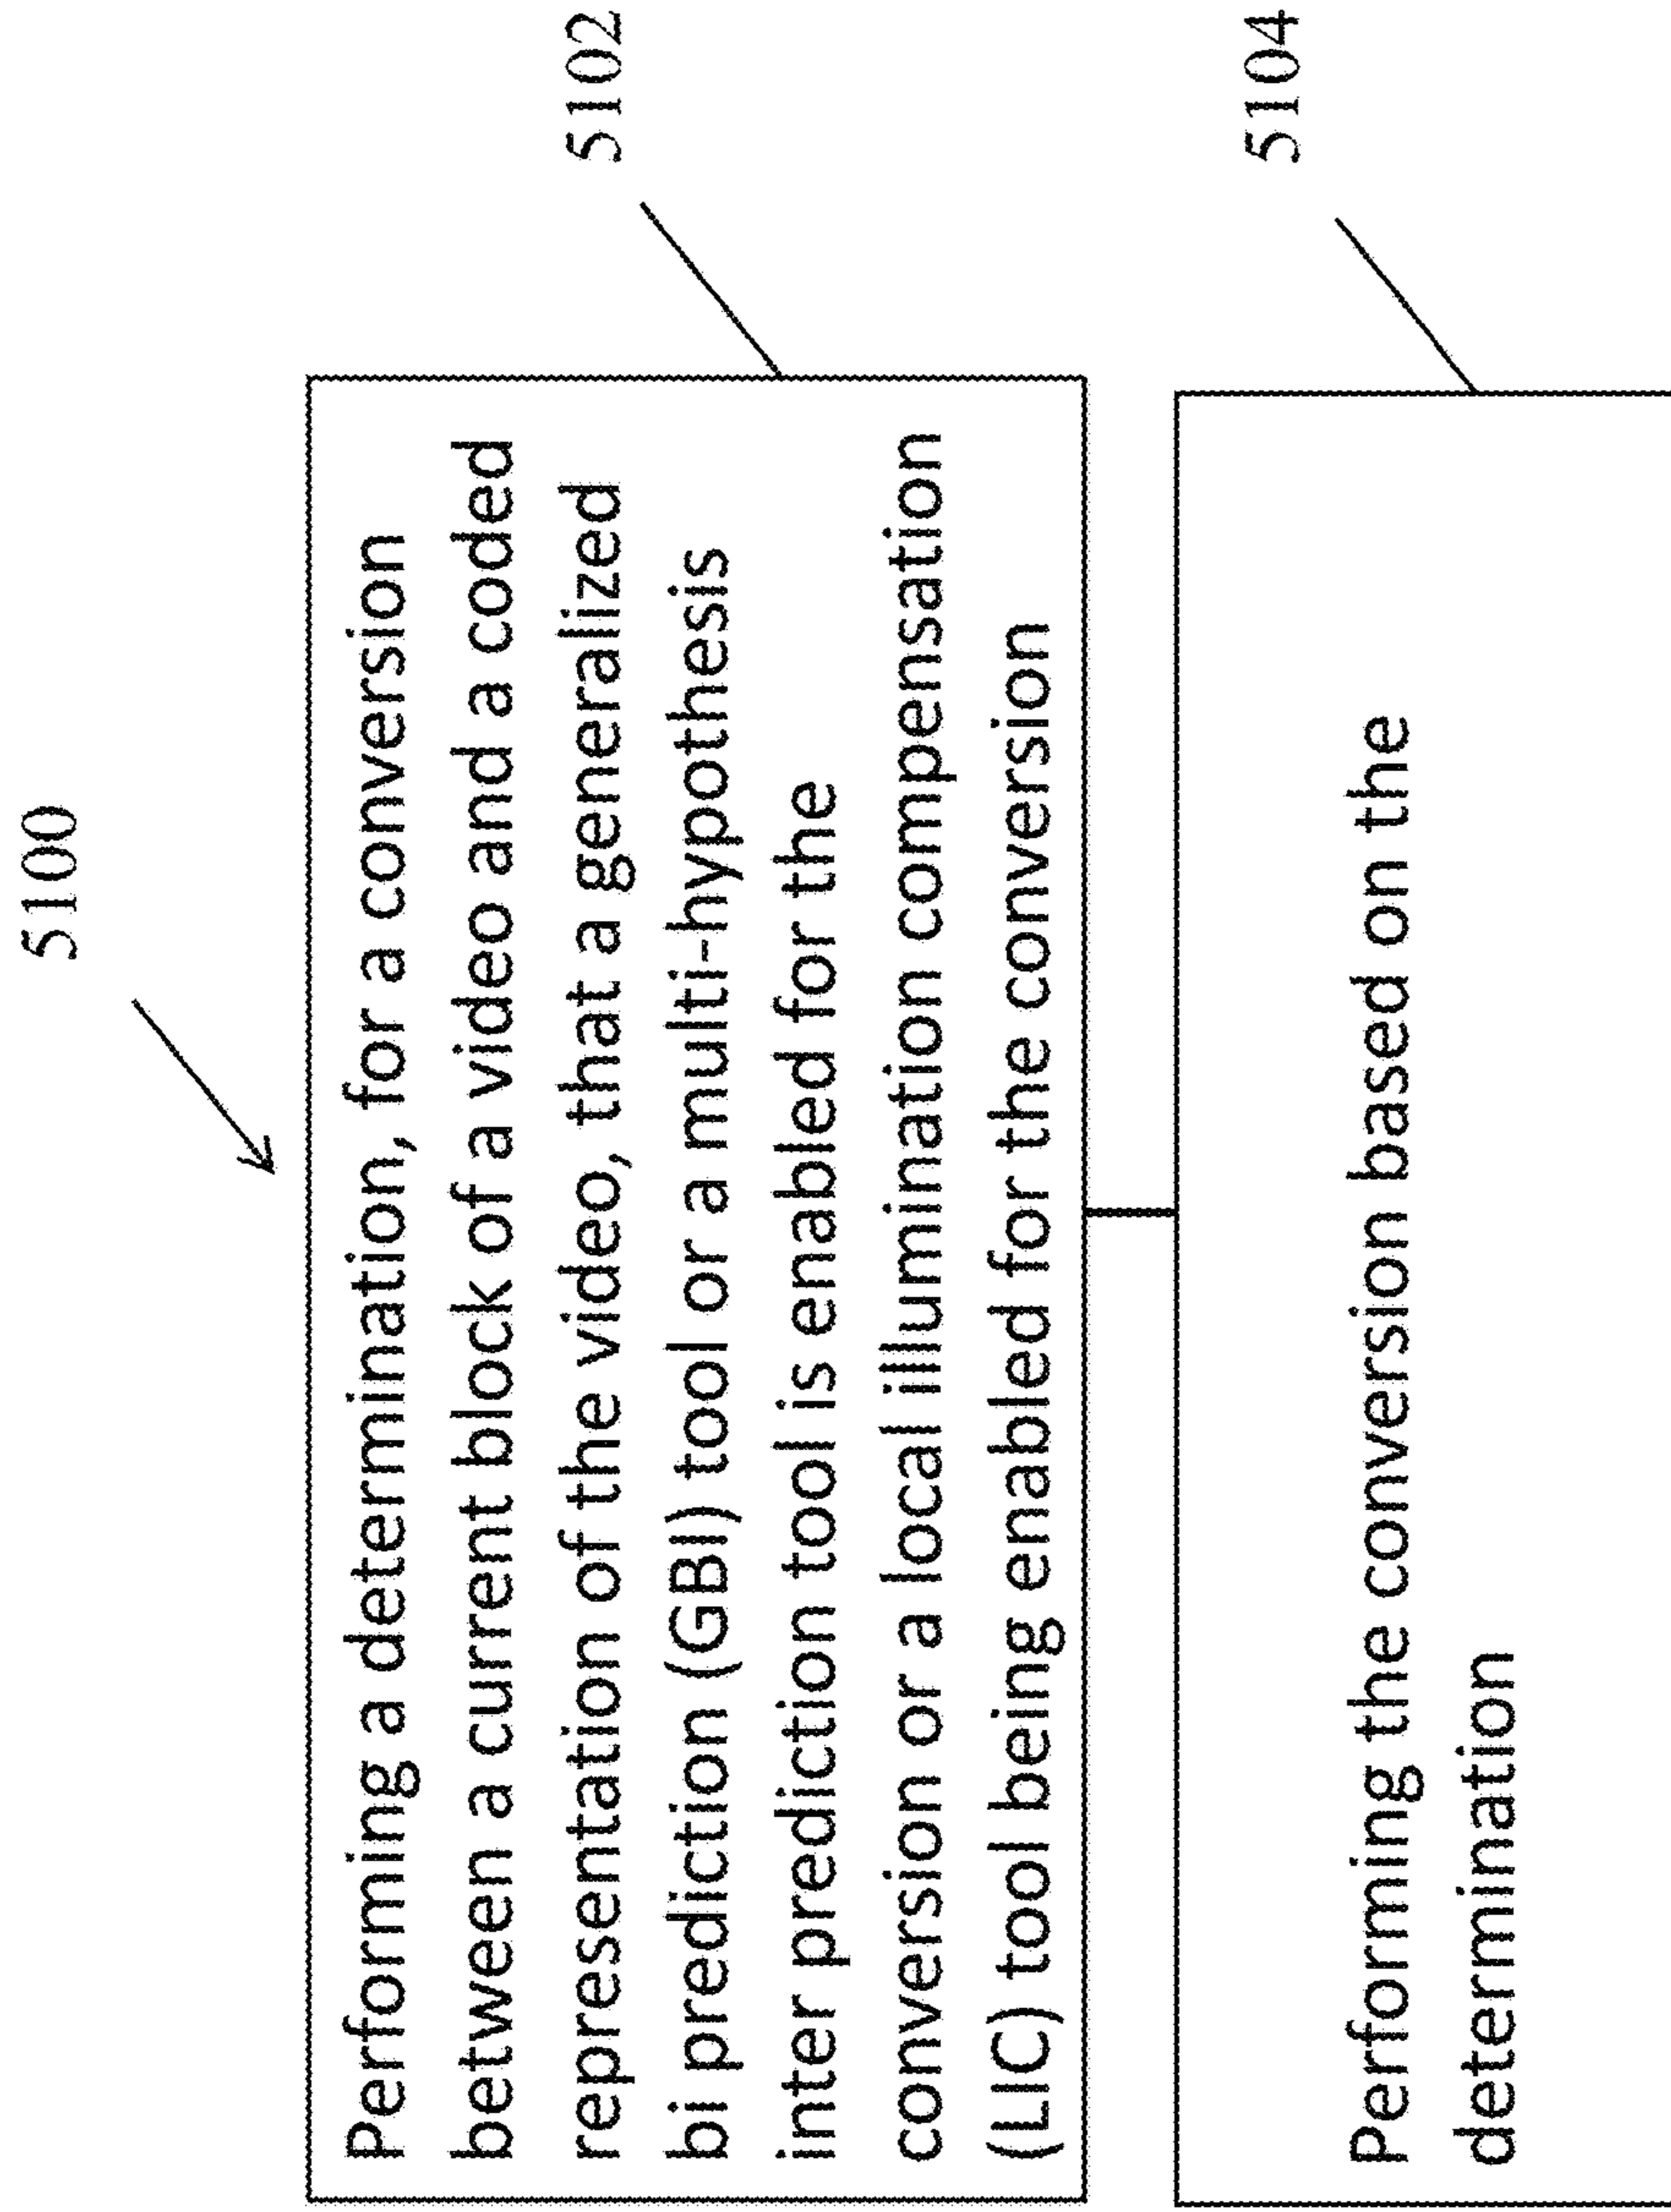 5100
Performing a determination, for a conversion
between a current block of a video and a coded
representation of the video, that a generalized
bi prediction (GBI) tool or a multi-hypothesis
inter prediction tool is enabled for the
conversion or a local illumination compensation
(LIC) tool being enabled for the conversion
5102
Performing the conversion based on the
determination
5104